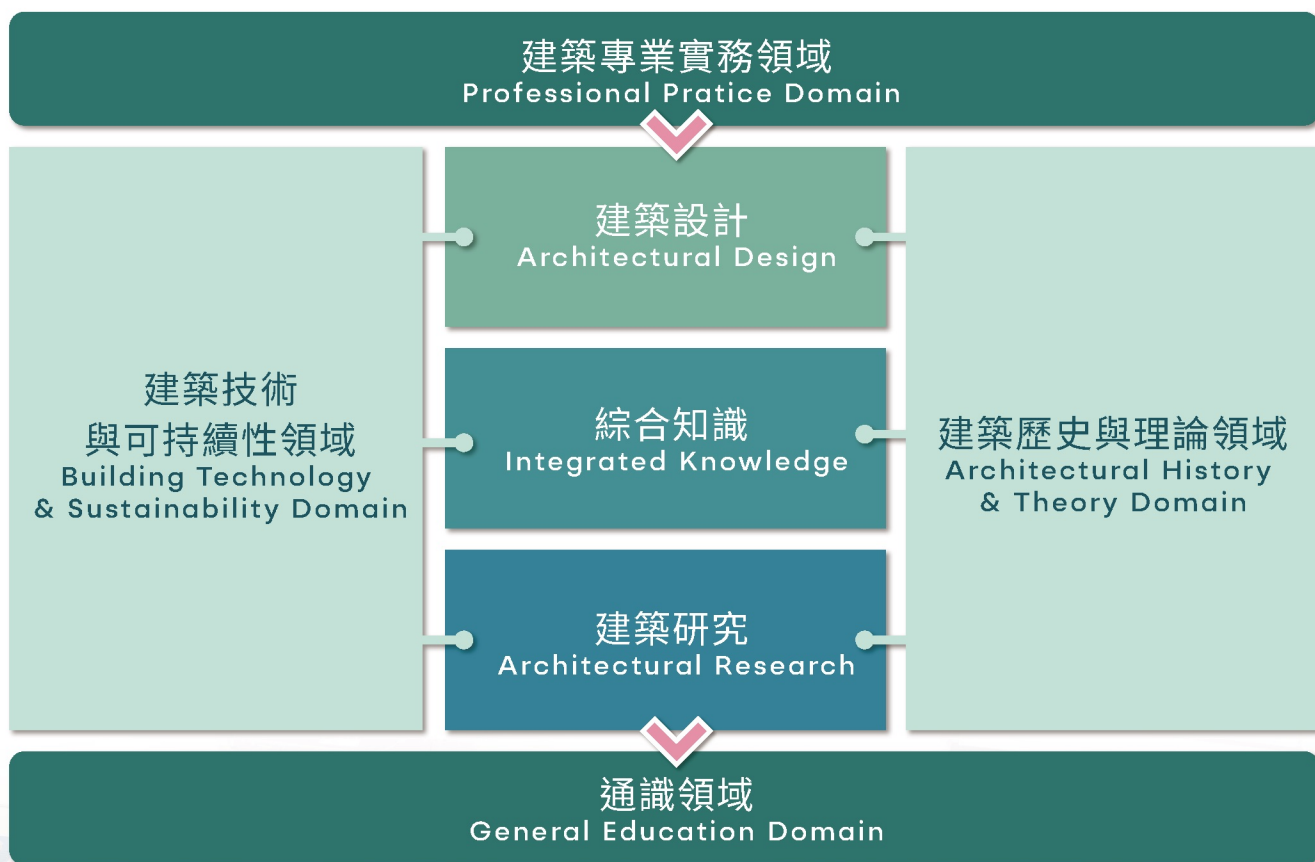 建築專業實務領域
Professional Pratice Domain
建築技術
與可持續性領域
Building Technology
& Sustainability Domain
建築設計
Architectural Design
綜合知識
Integrated Knowledge
建築研究
Architectural Research
建築歷史與理論領域
Architectural History
& Theory Domain
通識領域
General Education Domain